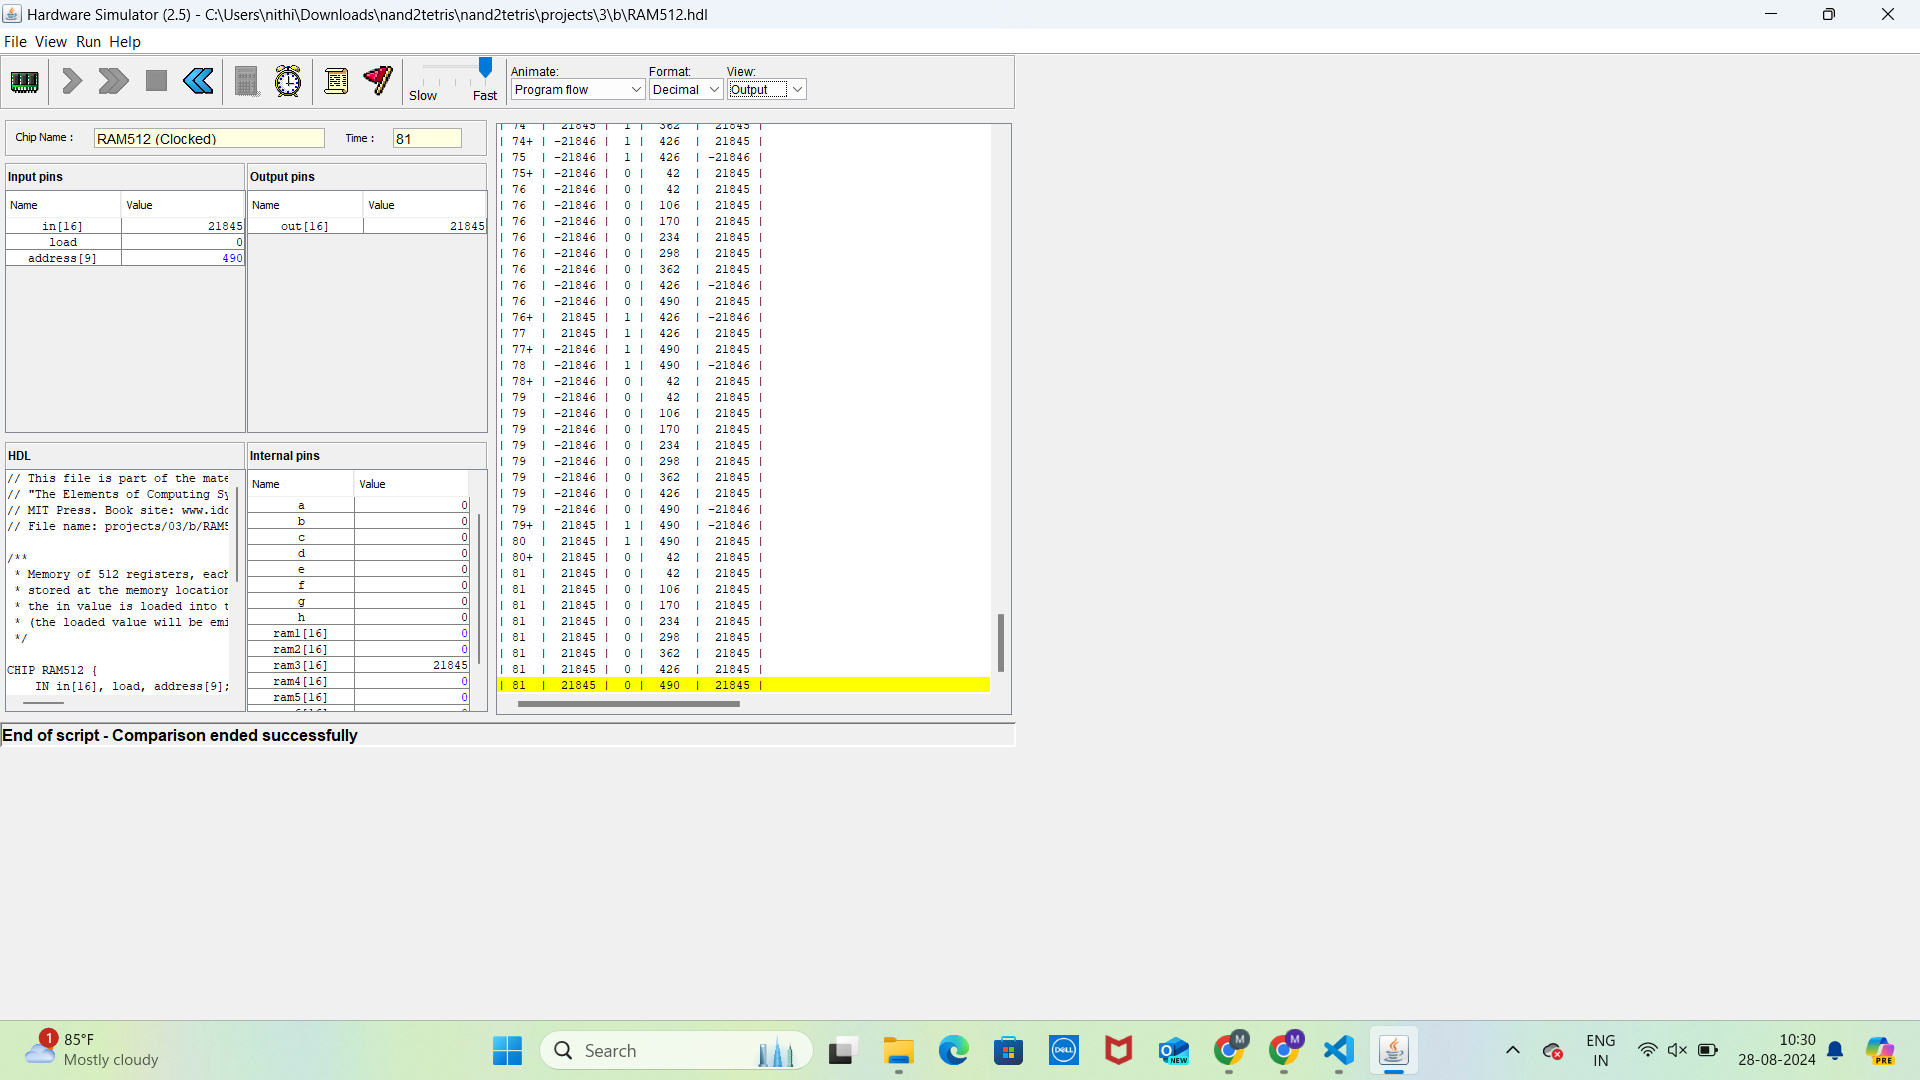 Hardware Simulator (2.5) - C:\Users\nithi\Downloads\nand2tetris\nand2tetris\projects\3\b\RAM512.hdl
File View Run Help
Slow Fast
Animate: Format: View:
Program flow Decimal Output
Chip Name : RAM512 (Clocked) Time : 81
Input pins
Name Value
in[16] 21845
load 0
address[9] 490
Output pins
Name Value
out[16] 21845
HDL
// This file is part of the mate
// "The Elements of Computing Sy
// MIT Press. Book site: www.idc
// File name: projects/03/b/RAM5
/**
* Memory of 512 registers, each
* stored at the memory location
* the in value is loaded into t
* (the loaded value will be emi
*/
CHIP RAM512 {
IN in[16], load, address[9];
Internal pins
Name Value
a 0
b 0
c 0
d 0
e 0
f 0
g 0
h 0
ram1[16] 0
ram2[16] 0
ram3[16] 21845
ram4[16] 0
ram5[16] 0
| 74 | 21845 | 1 | 362 | 21845 |
| 74+ | -21846 | 1 | 426 | 21845 |
| 75 | -21846 | 1 | 426 | -21846 |
| 75+ | -21846 | 0 | 42 | 21845 |
| 76 | -21846 | 0 | 42 | 21845 |
| 76 | -21846 | 0 | 106 | 21845 |
| 76 | -21846 | 0 | 170 | 21845 |
| 76 | -21846 | 0 | 234 | 21845 |
| 76 | -21846 | 0 | 298 | 21845 |
| 76 | -21846 | 0 | 362 | 21845 |
| 76 | -21846 | 0 | 426 | -21846 |
| 76 | -21846 | 0 | 490 | 21845 |
| 76+ | 21845 | 1 | 426 | -21846 |
| 77 | 21845 | 1 | 426 | 21845 |
| 77+ | -21846 | 1 | 490 | 21845 |
| 78 | -21846 | 1 | 490 | -21846 |
| 78+ | -21846 | 0 | 42 | 21845 |
| 79 | -21846 | 0 | 42 | 21845 |
| 79 | -21846 | 0 | 106 | 21845 |
| 79 | -21846 | 0 | 170 | 21845 |
| 79 | -21846 | 0 | 234 | 21845 |
| 79 | -21846 | 0 | 298 | 21845 |
| 79 | -21846 | 0 | 362 | 21845 |
| 79 | -21846 | 0 | 426 | 21845 |
| 79 | -21846 | 0 | 490 | -21846 |
| 79+ | 21845 | 1 | 490 | -21846 |
| 80 | 21845 | 1 | 490 | 21845 |
| 80+ | 21845 | 0 | 42 | 21845 |
| 81 | 21845 | 0 | 42 | 21845 |
| 81 | 21845 | 0 | 106 | 21845 |
| 81 | 21845 | 0 | 170 | 21845 |
| 81 | 21845 | 0 | 234 | 21845 |
| 81 | 21845 | 0 | 298 | 21845 |
| 81 | 21845 | 0 | 362 | 21845 |
| 81 | 21845 | 0 | 426 | 21845 |
| 81 | 21845 | 0 | 490 | 21845 |
End of script - Comparison ended successfully
1
85°F
Mostly cloudy
Search
DELL
NEW
M
M
ENG
IN
10:30
28-08-2024
PRE